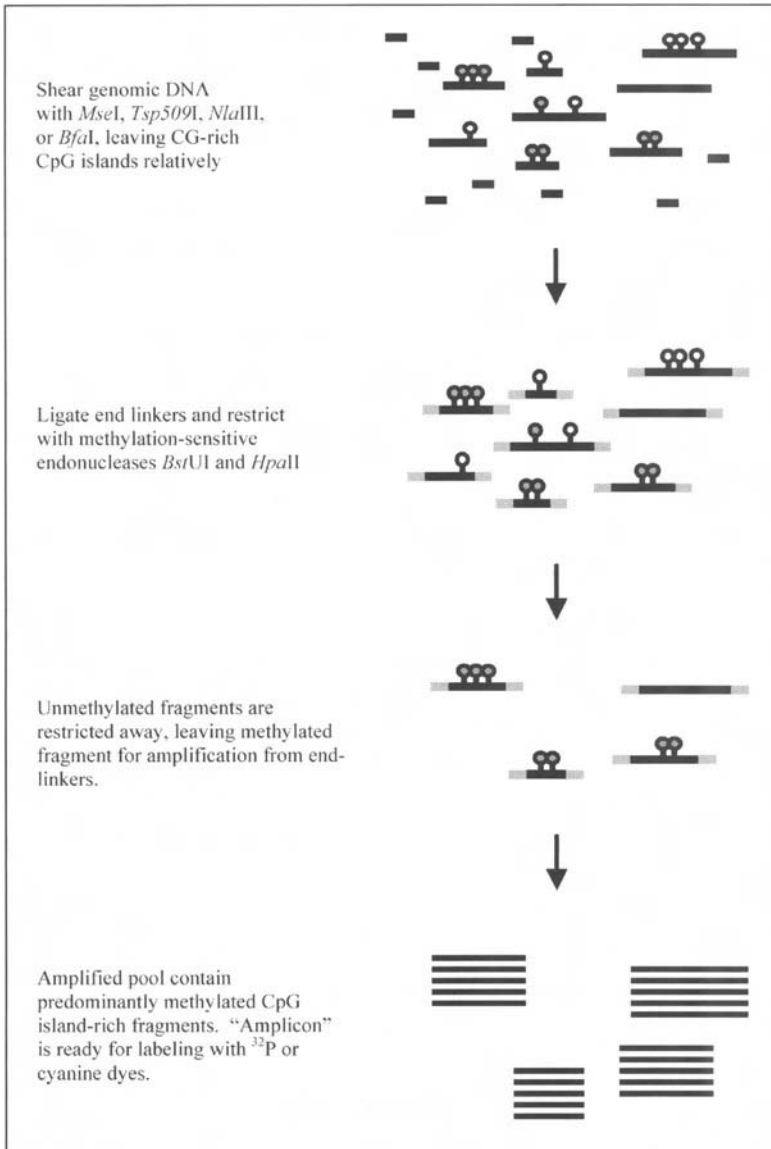 Shear genomic DNA
with MseI, Tsp509I, NlaIII,
or BfaI, leaving CG-rich
CpG islands relatively
Ligate end linkers and restrict
with methylation-sensitive
endonucleases BstUI and HpaII
Unmethylated fragments are
restricted away, leaving methylated
fragment for amplification from end-
linkers.
Amplified pool contain
predominantly methylated CpG
island-rich fragments. “Amplicon”
is ready for labeling with ³²P or
cyanine dyes.